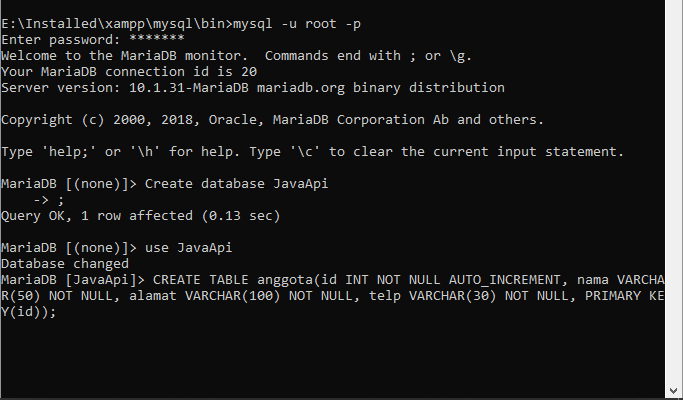 E:\Installed\xampp\mysql\bin>mysql -u root -p
Enter password: *******
Welcome to the MariaDB monitor.  Commands end with ; or \g.
Your MariaDB connection id is 20
Server version: 10.1.31-MariaDB mariadb.org binary distribution
Copyright (c) 2000, 2018, Oracle, MariaDB Corporation Ab and others.
Type 'help;' or '\h' for help. Type '\c' to clear the current input statement.
MariaDB [(none)]> Create database JavaApi
    -> ;
Query OK, 1 row affected (0.13 sec)
MariaDB [(none)]> use JavaApi
Database changed
MariaDB [JavaApi]> CREATE TABLE anggota(id INT NOT NULL AUTO_INCREMENT, nama VARCHA
R(50) NOT NULL, alamat VARCHAR(100) NOT NULL, telp VARCHAR(30) NOT NULL, PRIMARY KE
Y(id));